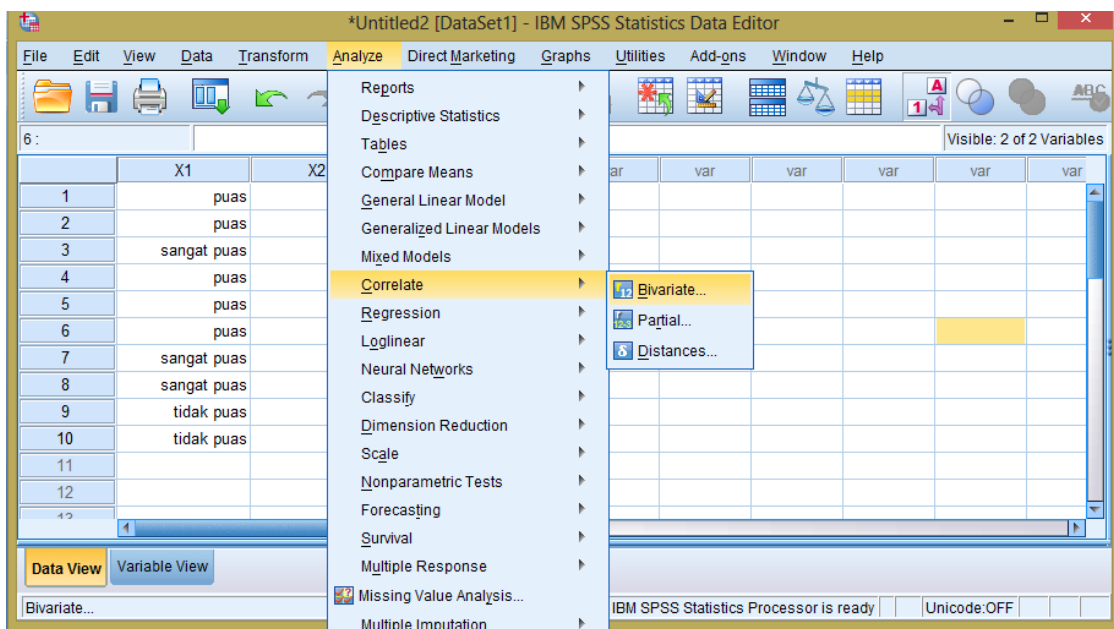 *Untitled2 [DataSet1] - IBM SPSS Statistics Data Editor
File Edit View Data Transform Analyze Direct Marketing Graphs Utilities Add-ons Window Help
A
1
ABC
6 :
Visible: 2 of 2 Variables
X1 X2 ar var var var var var
1 puas
2 puas
3 sangat puas
4 puas
5 puas
6 puas
7 sangat puas
8 sangat puas
9 tidak puas
10 tidak puas
11
12
13
Reports
Descriptive Statistics
Tables
Compare Means
General Linear Model
Generalized Linear Models
Mixed Models
Correlate
Regression
Loglinear
Neural Networks
Classify
Dimension Reduction
Scale
Nonparametric Tests
Forecasting
Survival
Multiple Response
Missing Value Analysis...
Multiple Imputation
Bivariate...
Partial...
Distances...
Data View Variable View
Bivariate... IBM SPSS Statistics Processor is ready Unicode:OFF